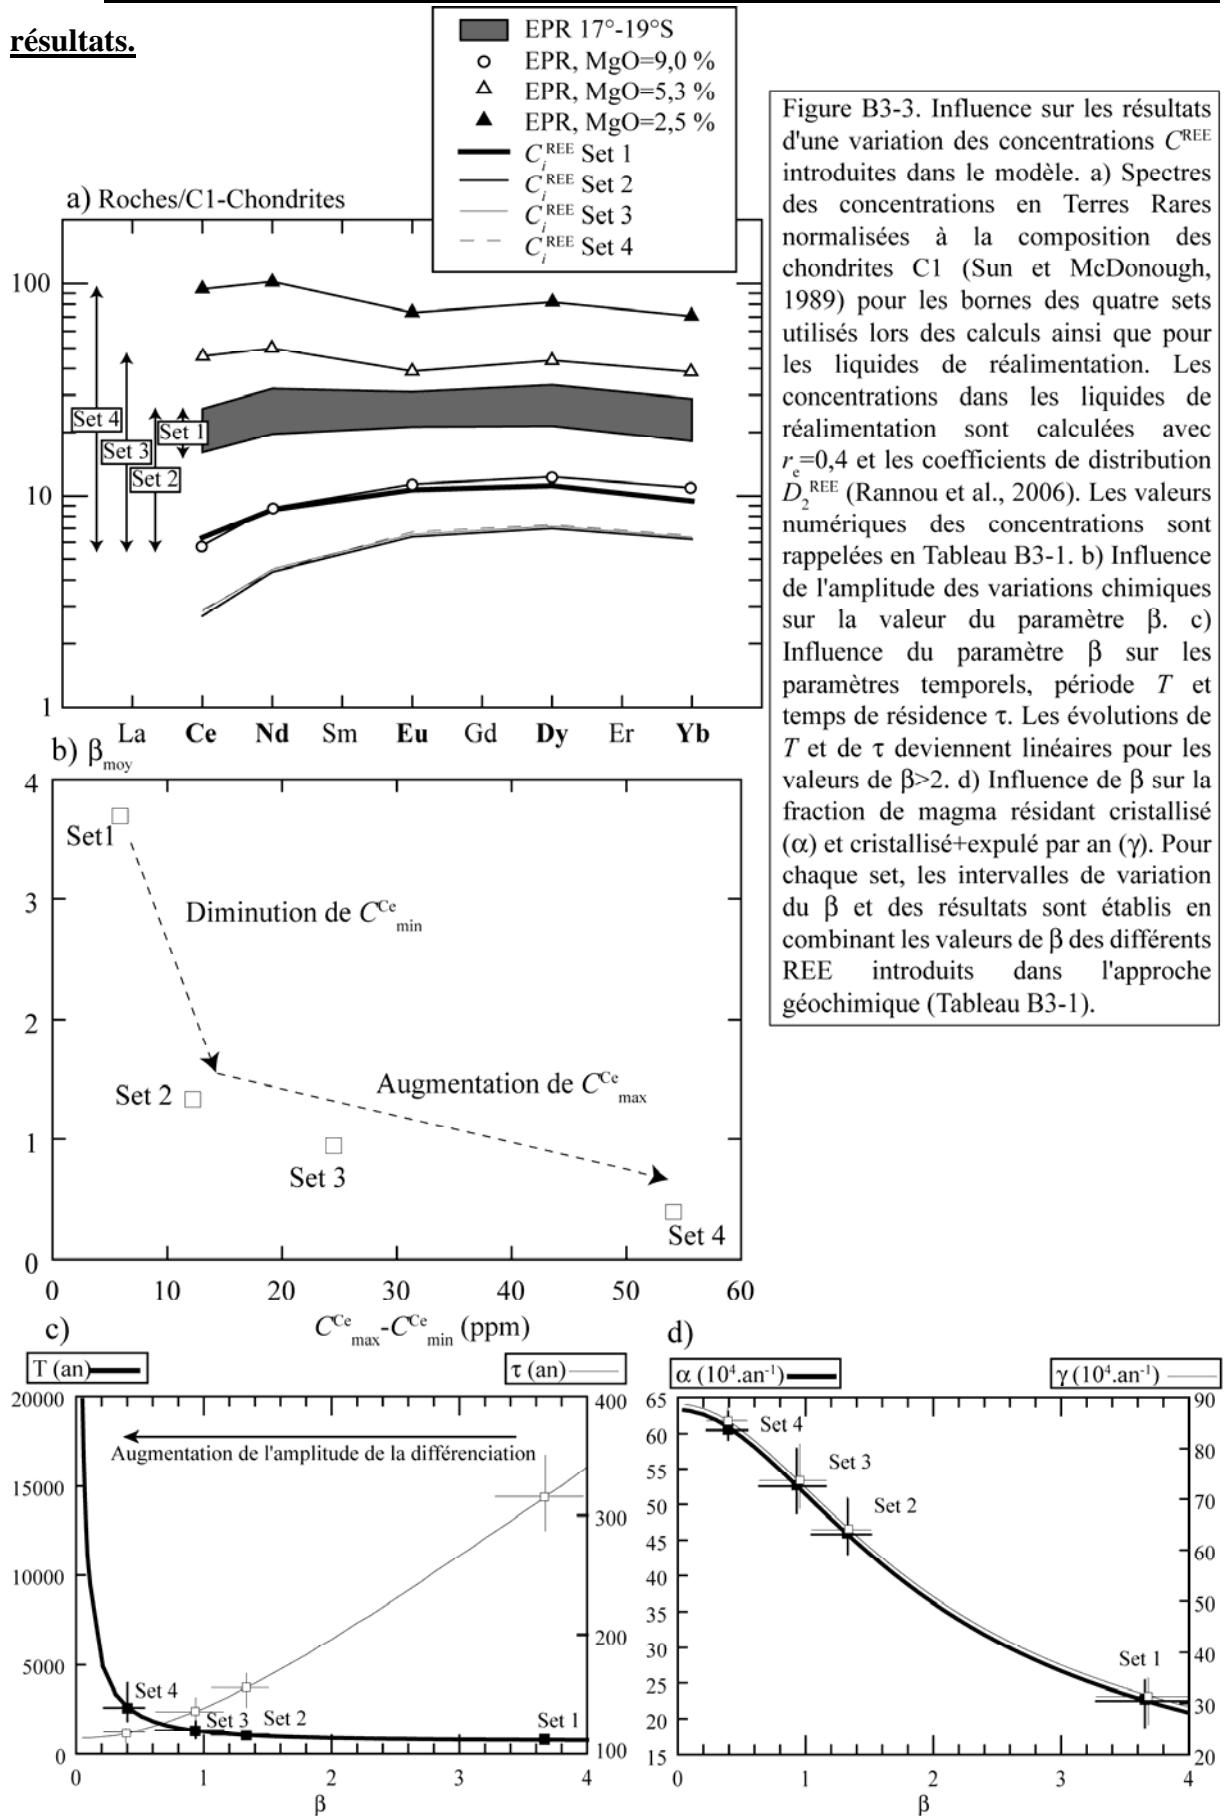 résultats.
EPR 17°-19°S
EPR, MgO=9,0 %
EPR, MgO=5,3 %
EPR, MgO=2,5 %
C_i^REE Set 1
C_i^REE Set 2
C_i^REE Set 3
C_i^REE Set 4
a) Roches/C1-Chondrites
100
10
1
Set 4
Set 3
Set 2
Set 1
La Ce Nd Sm Eu Gd Dy Er Yb
Figure B3-3. Influence sur les résultats
d'une variation des concentrations C^REE
introduites dans le modèle. a) Spectres
des concentrations en Terres Rares
normalisées à la composition des
chondrites C1 (Sun et McDonough,
1989) pour les bornes des quatre sets
utilisés lors des calculs ainsi que pour
les liquides de réalimentation. Les
concentrations dans les liquides de
réalimentation sont calculées avec
r_e=0,4 et les coefficients de distribution
D_2^REE (Rannou et al., 2006). Les valeurs
numériques des concentrations sont
rappelées en Tableau B3-1. b) Influence
de l'amplitude des variations chimiques
sur la valeur du paramètre β. c)
Influence du paramètre β sur les
paramètres temporels, période T et
temps de résidence τ. Les évolutions de
T et de τ deviennent linéaires pour les
valeurs de β>2. d) Influence de β sur la
fraction de magma résidant cristallisé
(α) et cristallisé+expulé par an (γ). Pour
chaque set, les intervalles de variation
du β et des résultats sont établis en
combinant les valeurs de β des différents
REE introduits dans l'approche
géochimique (Tableau B3-1).
b) β_moy
4
3
2
1
0
Set1
Diminution de C^Ce_min
Set 2
Augmentation de C^Ce_max
Set 3
Set 4
0 10 20 30 40 50 60
C^Ce_max-C^Ce_min (ppm)
c)
T (an)
τ (an)
20000
15000
10000
5000
0
400
300
200
100
Augmentation de l'amplitude de la différenciation
Set 4
Set 3
Set 2
Set 1
0 1 2 3 4
β
d)
α (10^4.an^-1)
γ (10^4.an^-1)
65
60
55
50
45
40
35
30
25
20
15
90
80
70
60
50
40
30
20
Set 4
Set 3
Set 2
Set 1
0 1 2 3 4
β